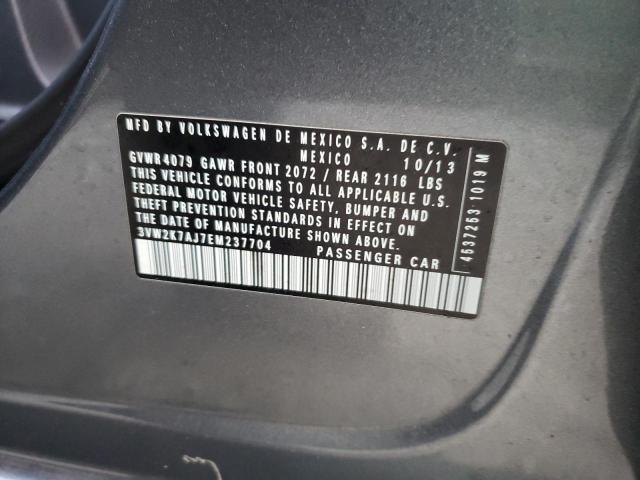 MFD BY VOLKSWAGEN DE MEXICO S.A. DE C.V.
MEXICO 10/13
GVWR 4079 GAWR FRONT 2072 / REAR 2116 LBS
THIS VEHICLE CONFORMS TO ALL APPLICABLE U.S.
FEDERAL MOTOR VEHICLE SAFETY, BUMPER AND
THEFT PREVENTION STANDARDS IN EFFECT ON
THE DATE OF MANUFACTURE SHOWN ABOVE.
3VW2K7AJ7EM237704 PASSENGER CAR
4637263 1019 M